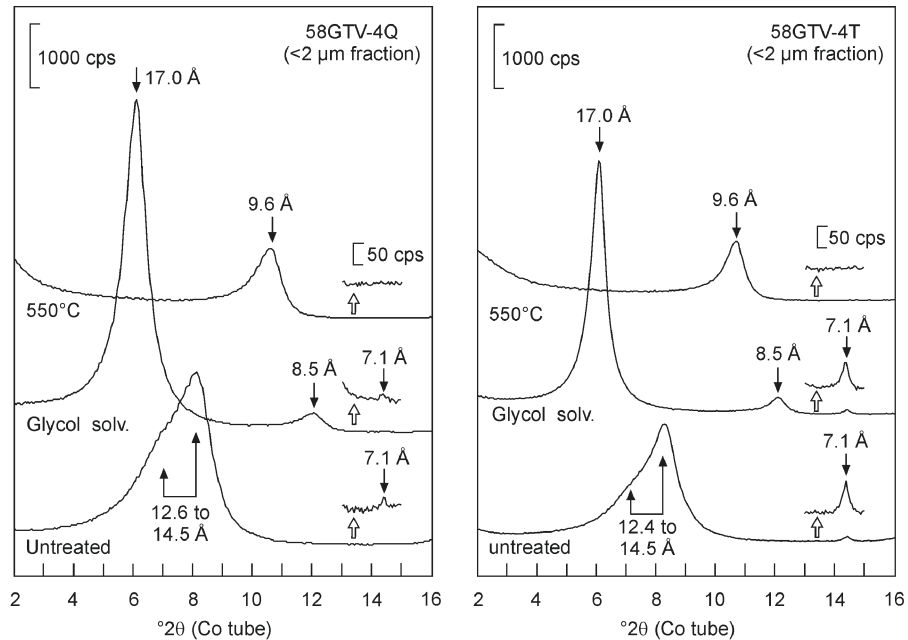 58GTV-4Q
(<2 µm fraction)
1000 cps
17.0 Å
9.6 Å
50 cps
550°C
8.5 Å
7.1 Å
Glycol solv.
7.1 Å
12.6 to
14.5 Å
Untreated
2 4 6 8 10 12 14 16
°2θ (Co tube)
58GTV-4T
(<2 µm fraction)
1000 cps
17.0 Å
9.6 Å
50 cps
550°C
8.5 Å
7.1 Å
Glycol solv.
7.1 Å
12.4 to
14.5 Å
untreated
2 4 6 8 10 12 14 16
°2θ (Co tube)